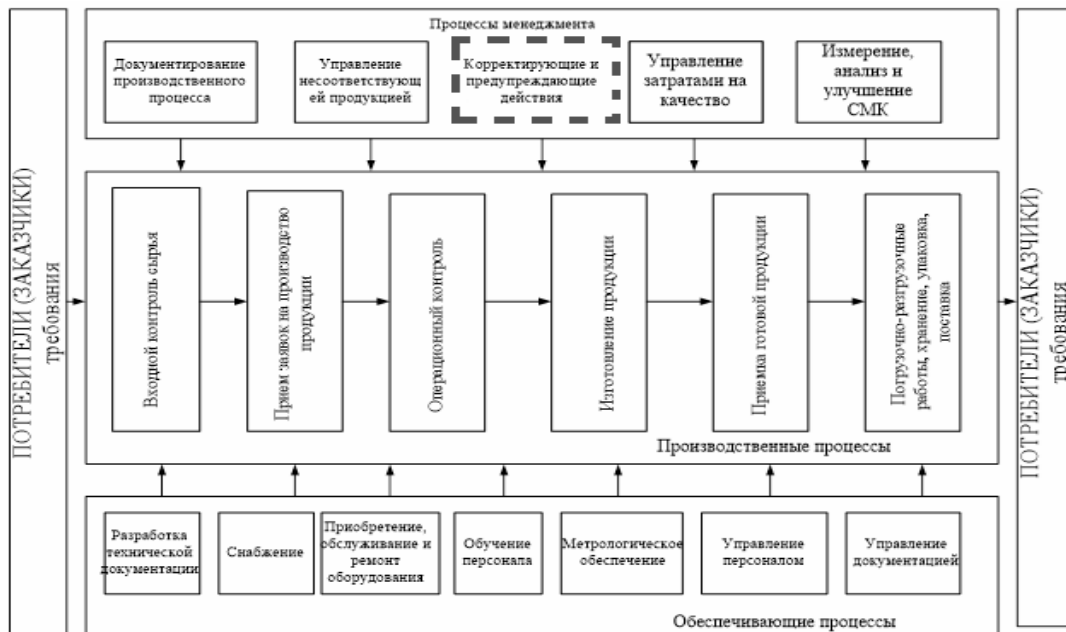 ПОТРЕБИТЕЛИ (ЗАКАЗЧИКИ)
требования
Процессы менеджмента
Документирование
производственного
процесса
Управление
несоответствующ
ей продукцией
Корректирующие и
предупреждающие
действия
Управление
затратами на
качество
Измерение,
анализ и
улучшение
СМК
Входной контроль сырья
Прием заявок на производство
продукции
Операционный контроль
Изготовление продукции
Приемка готовой продукции
Погрузочно-разгрузочные
работы, хранение, упаковка,
поставка
Производственные процессы
Разработка
технической
документации
Снабжение
Приобретение,
обслуживание и
ремонт
оборудования
Обучение
персонала
Метрологическое
обеспечение
Управление
персоналом
Управление
документацией
Обеспечивающие процессы
ПОТРЕБИТЕЛИ (ЗАКАЗЧИКИ)
требования